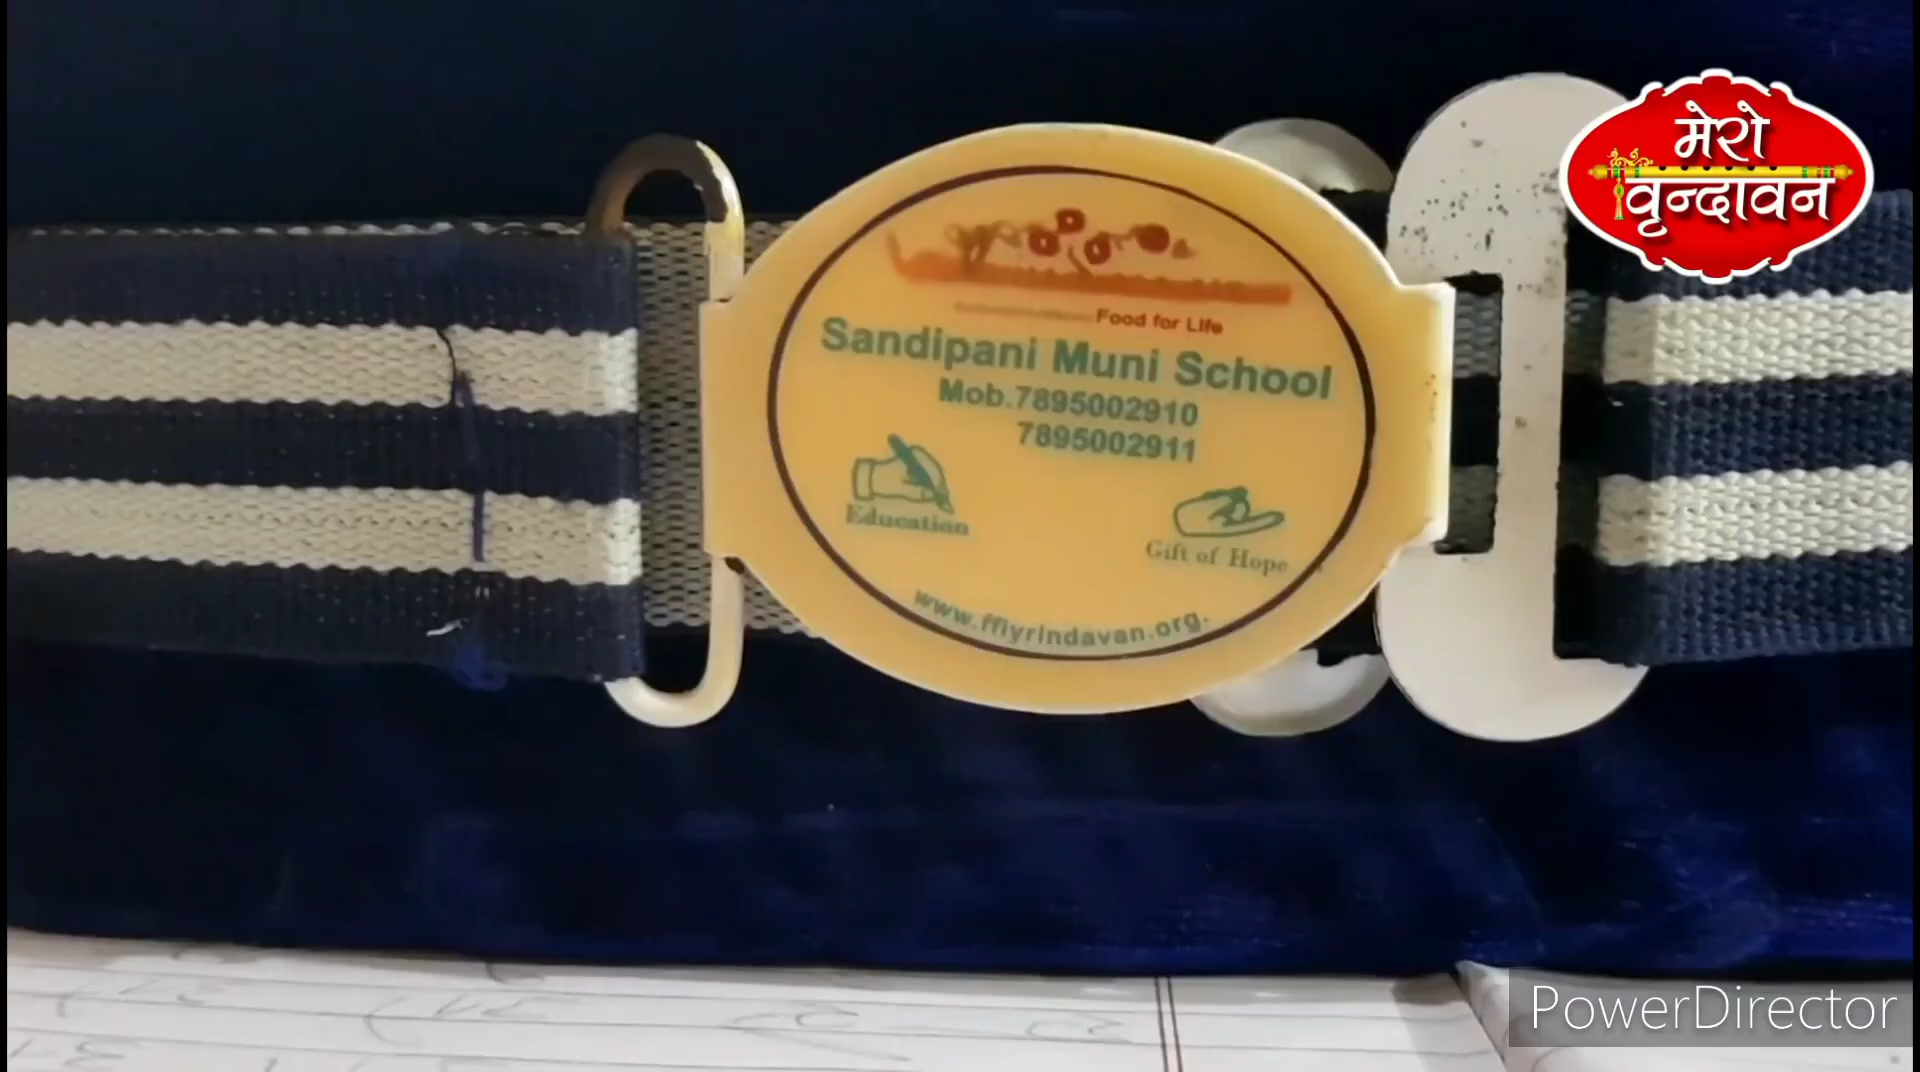 मेरो
वृन्दावन
Food for Life
Sandipani Muni School
Mob.7895002910
7895002911
Education
Gift of Hope
www.fflvrindavan.org.
PowerDirector